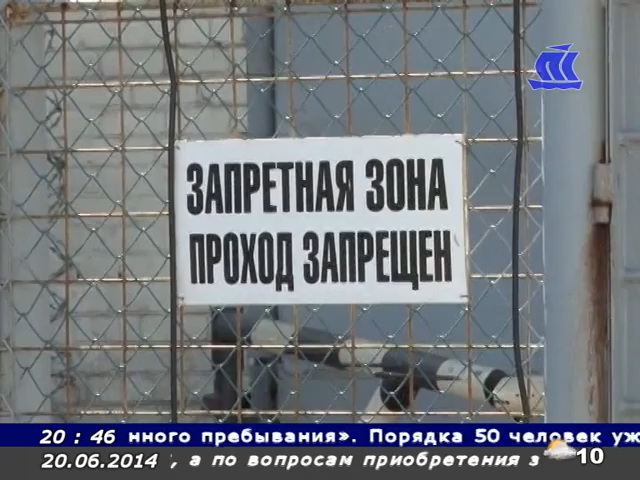 ЗАПРЕТНАЯ ЗОНА
ПРОХОД ЗАПРЕЩЕН
20 : 46 нного пребывания». Порядка 50 человек уж
20.06.2014 , а по вопросам приобретения з 10